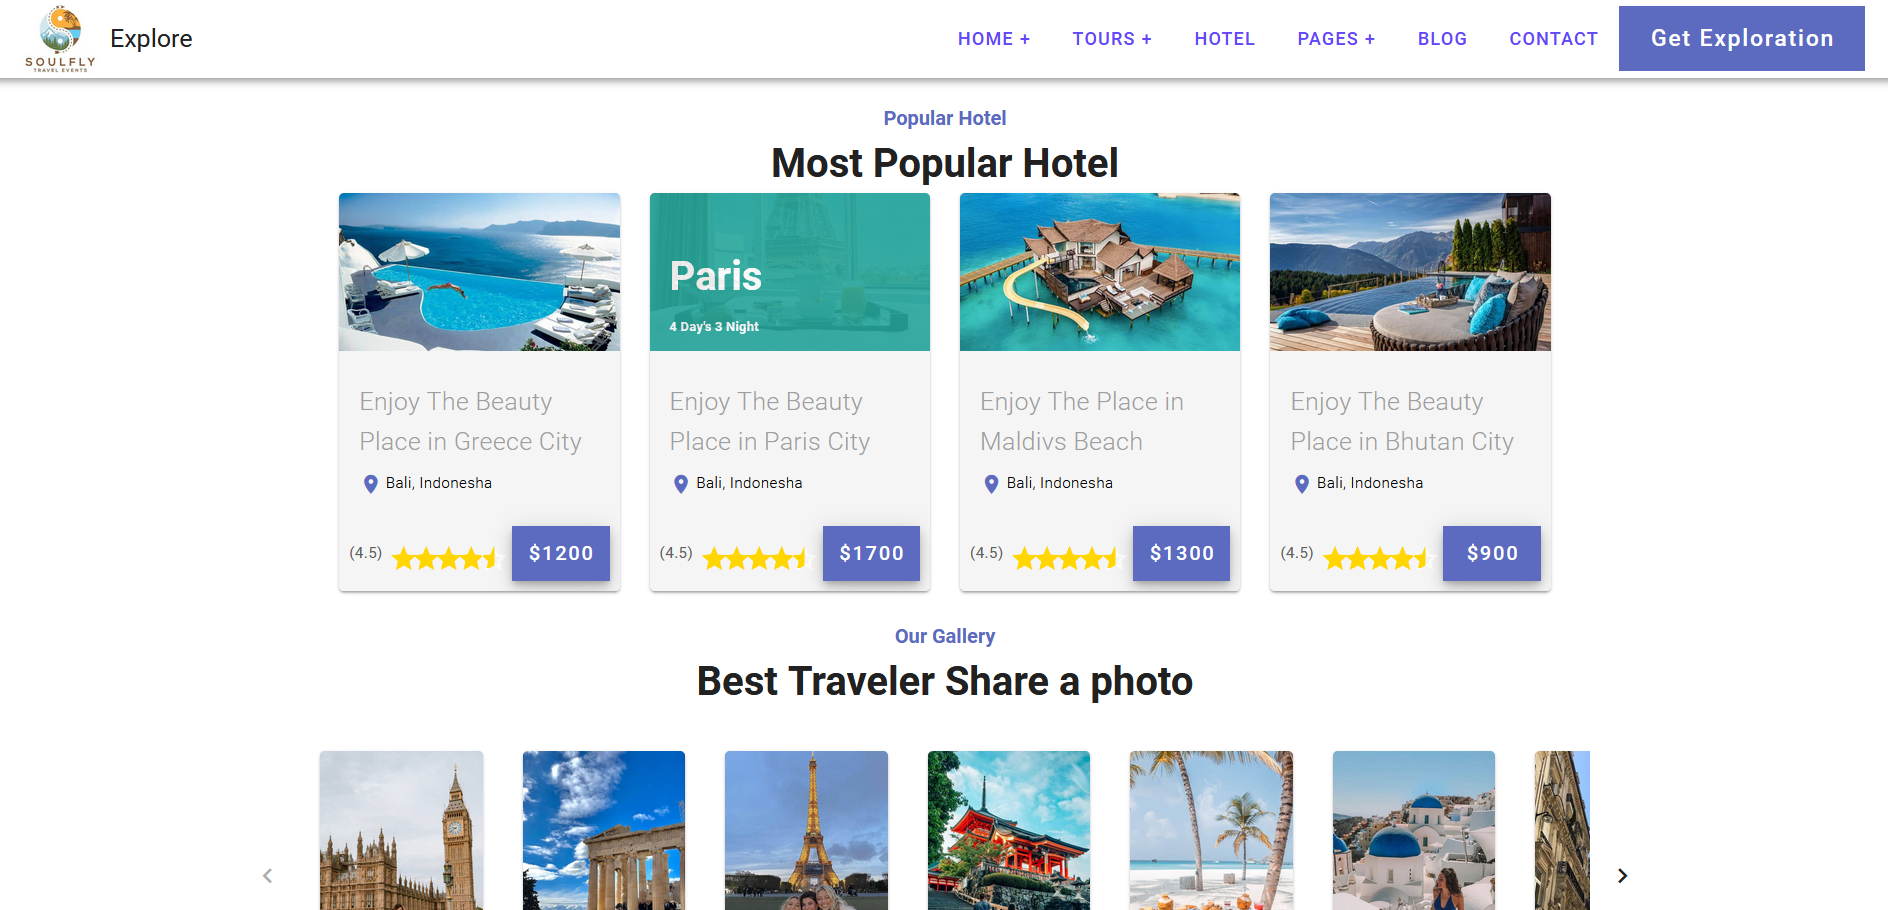 SOULFLY
TRAVEL EVENTS
Explore
HOME +
TOURS +
HOTEL
PAGES +
BLOG
CONTACT
Get Exploration
Popular Hotel
Most Popular Hotel
Paris
4 Day's 3 Night
Enjoy The Beauty
Place in Greece City
Bali, Indonesha
(4.5)
$1200
Enjoy The Beauty
Place in Paris City
Bali, Indonesha
(4.5)
$1700
Enjoy The Place in
Maldivs Beach
Bali, Indonesha
(4.5)
$1300
Enjoy The Beauty
Place in Bhutan City
Bali, Indonesha
(4.5)
$900
Our Gallery
Best Traveler Share a photo